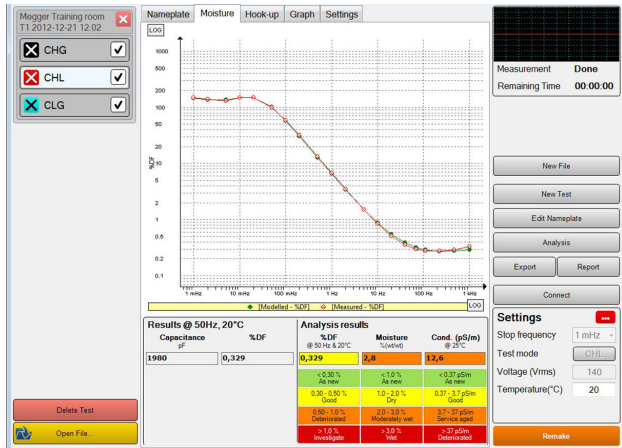 Megger Training room
T1 2012-12-21 12.02
CHG
CHL
CLG
Delete Test
Open File...
Nameplate Moisture Hook-up Graph Settings
LOG
1000
500
200
100
50
20
10
5
2
1
0.5
0.2
0.1
%DF
1 mHz 10 mHz 100 mHz 1 Hz 10 Hz 100 Hz 1 kHz
[Modelled - %DF] [Measured - %DF]
LOG
Results @ 50Hz, 20°C
Capacitance %DF
pF
1980 0,329
Analysis results
%DF Moisture Cond. (pS/m)
@ 50 Hz & 20°C %(wt/wt) @ 25°C
0,329 2,8 12,6
< 0,30 % < 1,0 % < 0,37 pS/m
As new As new As new
0,30 - 0,50 % 1,0 - 2,0 % 0,37 - 3,7 pS/m
Good Dry Good
0,50 - 1,0 % 2,0 - 3,0 % 3,7 - 37 pS/m
Deteriorated Moderately wet Service aged
> 1,0 % > 3,0 % > 37 pS/m
Investigate Wet Deteriorated
Measurement Done
Remaining Time 00:00:00
New File
New Test
Edit Nameplate
Analysis
Export Report
Connect
Settings
Stop frequency 1 mHz
Test mode CHL
Voltage (Vrms) 140
Temperature(°C) 20
Remake